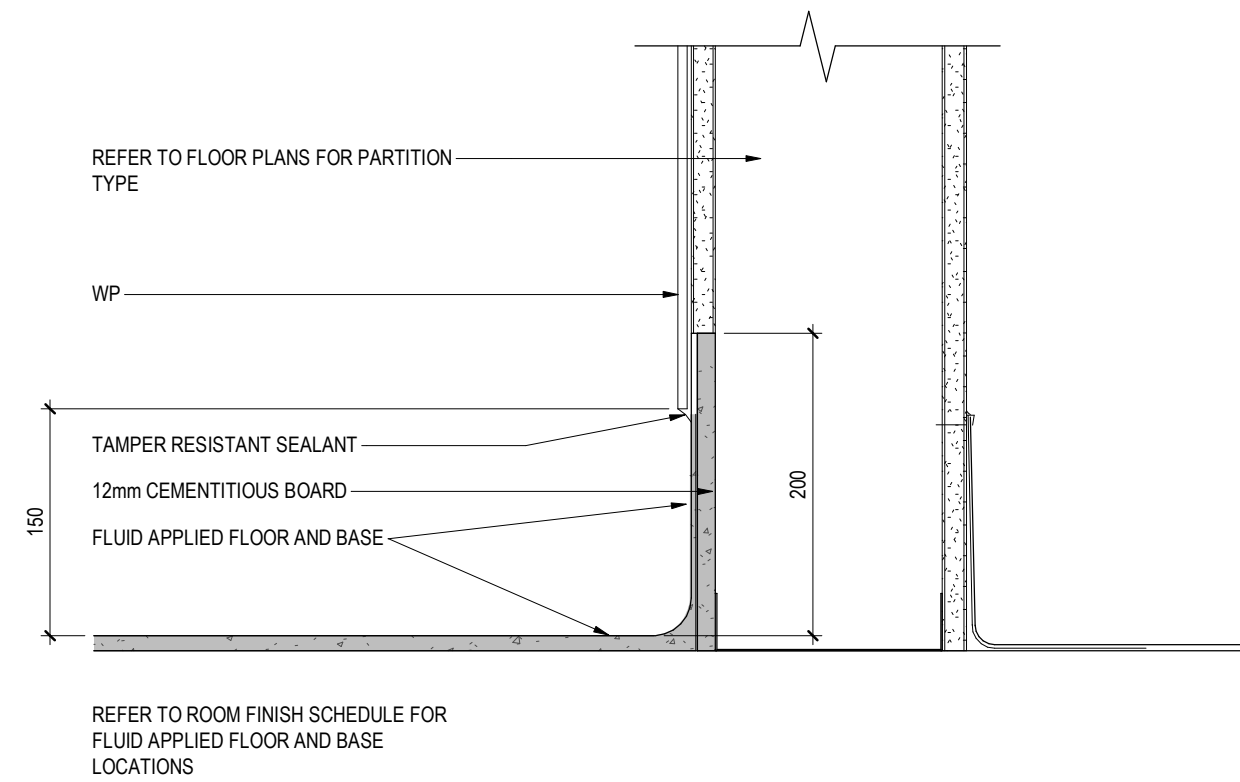 REFER TO FLOOR PLANS FOR PARTITION
TYPE
WP
TAMPER RESISTANT SEALANT
12mm CEMENTITIOUS BOARD
FLUID APPLIED FLOOR AND BASE
150
200
REFER TO ROOM FINISH SCHEDULE FOR
FLUID APPLIED FLOOR AND BASE
LOCATIONS